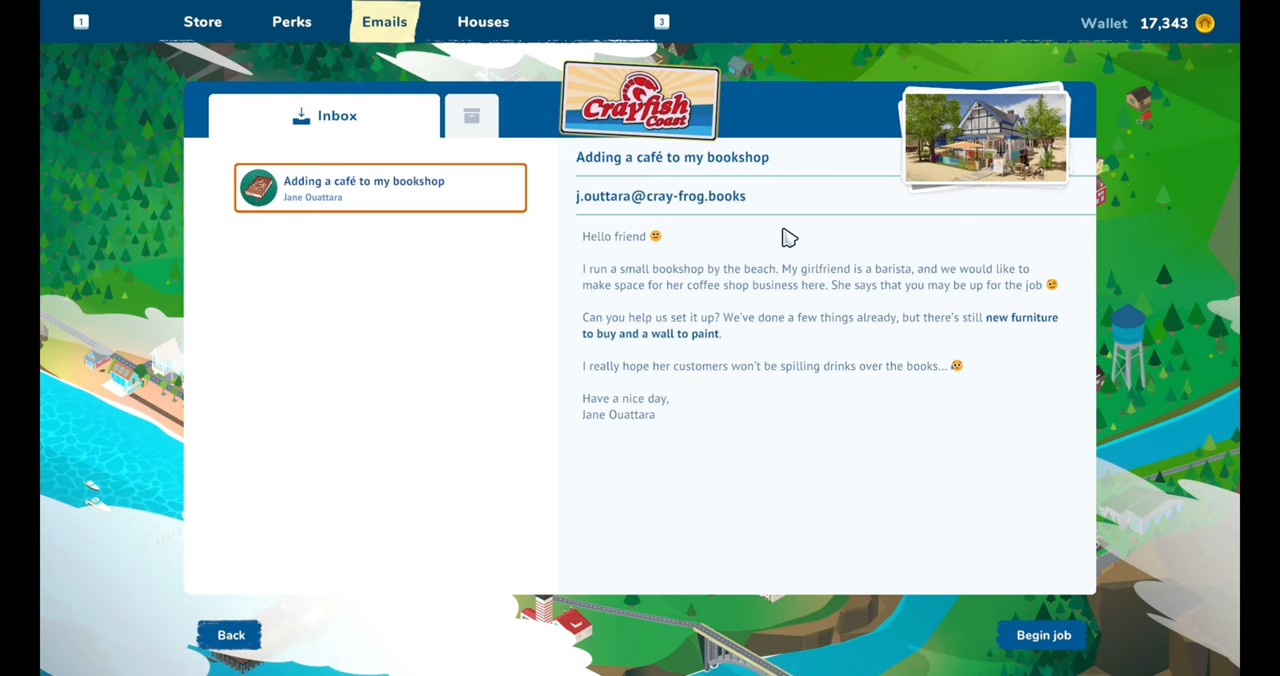 1 Store Perks Emails Houses 3 Wallet 17,343
Inbox
Crayfish
Coast
Adding a café to my bookshop
Adding a café to my bookshop
Jane Ouattara
j.outtara@cray-frog.books
Hello friend 🙂
I run a small bookshop by the beach. My girlfriend is a barista, and we would like to
make space for her coffee shop business here. She says that you may be up for the job 😉
Can you help us set it up? We've done a few things already, but there's still new furniture
to buy and a wall to paint.
I really hope her customers won't be spilling drinks over the books... 😥
Have a nice day,
Jane Ouattara
Back
Begin job